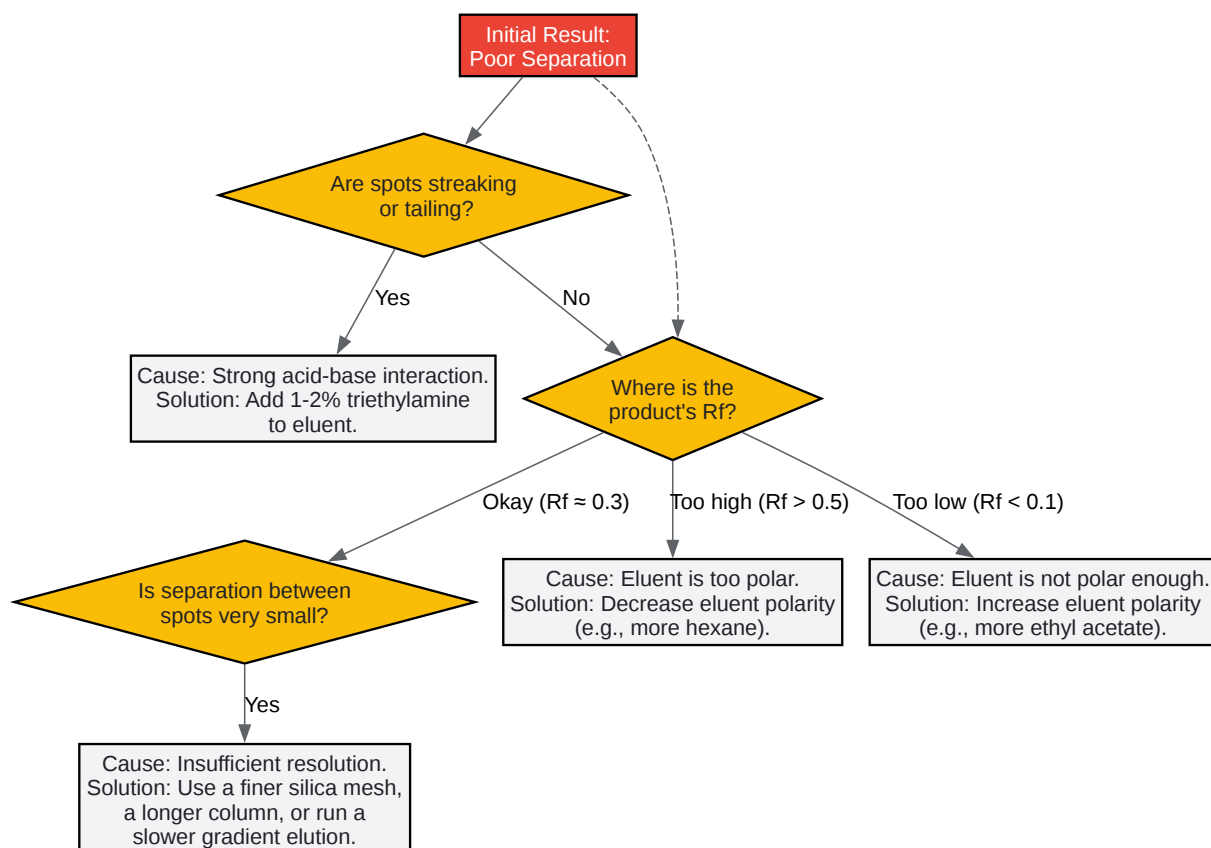 Initial Result:
Poor Separation
Are spots streaking
or tailing?
Yes
No
Cause: Strong acid-base interaction.
Solution: Add 1-2% triethylamine
to eluent.
Where is the
product's Rf?
Okay (Rf ≈ 0.3)
Too high (Rf > 0.5)
Too low (Rf < 0.1)
Is separation between
spots very small?
Cause: Eluent is too polar.
Solution: Decrease eluent polarity
(e.g., more hexane).
Cause: Eluent is not polar enough.
Solution: Increase eluent polarity
(e.g., more ethyl acetate).
Yes
Cause: Insufficient resolution.
Solution: Use a finer silica mesh,
a longer column, or run a
slower gradient elution.